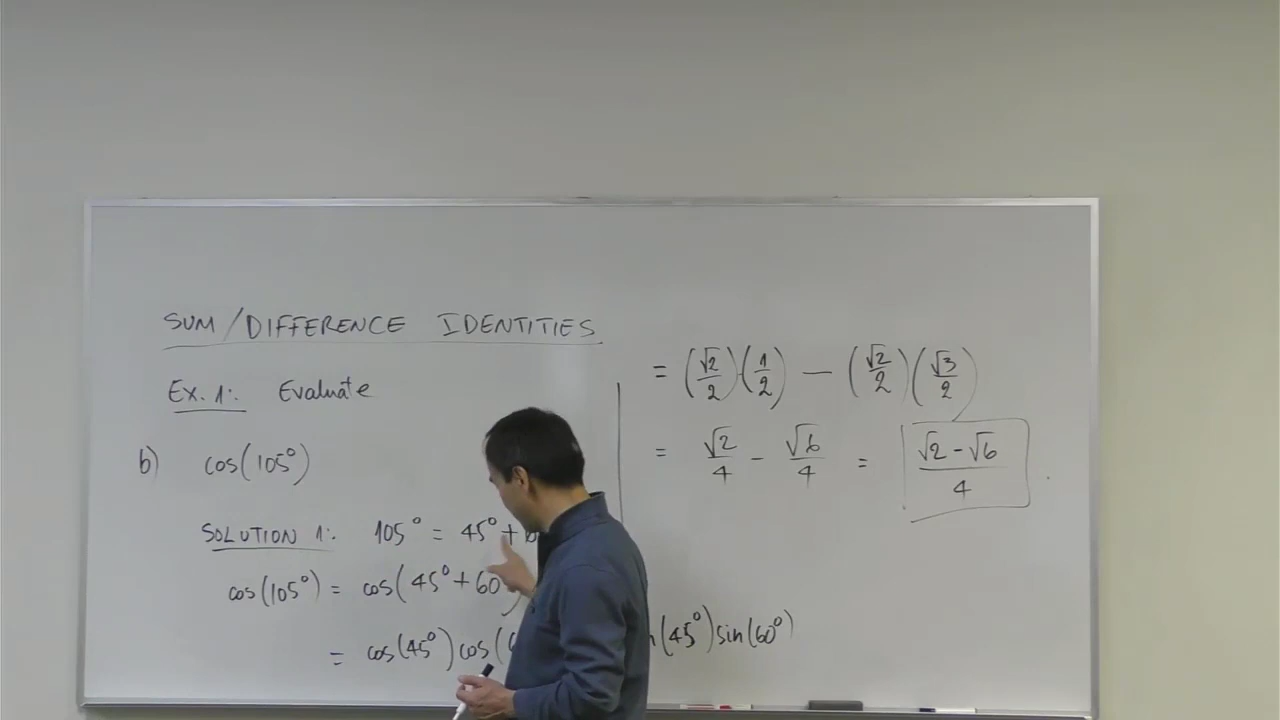 SUM/DIFFERENCE IDENTITIES
Ex. 1: Evaluate
b) cos(105°)
SOLUTION 1: 105° = 45° +
cos(105°) = cos(45° + 60
= cos(45°)cos( (45°)sin(60°)
= (√2/2)(1/2) — (√2/2)(√3/2)
= √2/4 - √6/4 = √2-√6/4